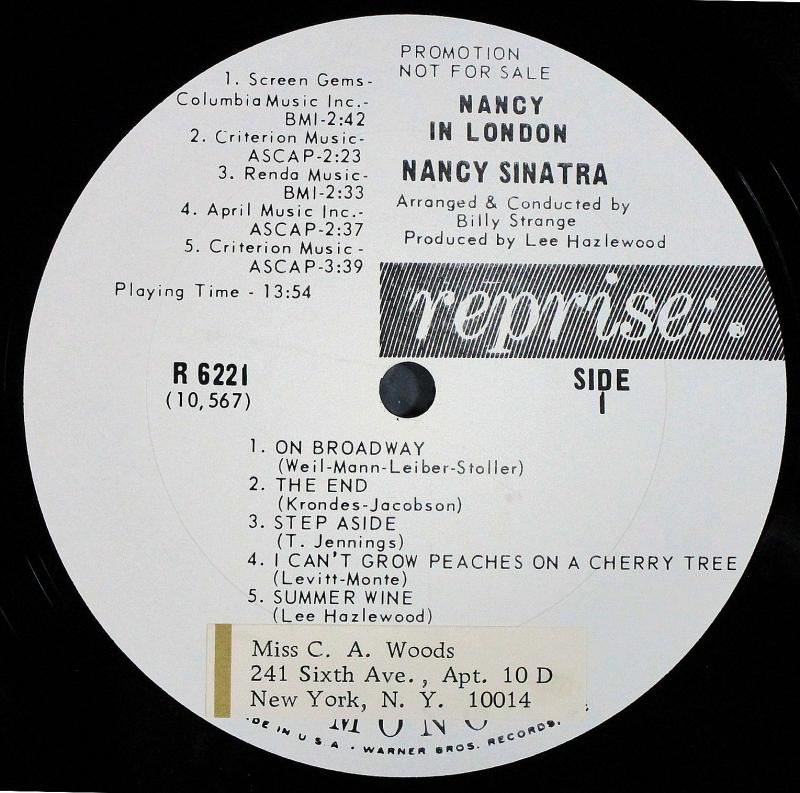 PROMOTION
NOT FOR SALE
NANCY
IN LONDON
NANCY SINATRA
Arranged & Conducted by
Billy Strange
Produced by Lee Hazlewood
1. Screen Gems-
Columbia Music Inc.-
BMI-2:42
2. Criterion Music-
ASCAP-2:23
3. Renda Music-
BMI-2:33
4. April Music Inc.-
ASCAP-2:37
5. Criterion Music-
ASCAP-3:39
Playing Time - 13:54
reprise:
R 6221
(10,567)
SIDE
1
1. ON BROADWAY
(Weil-Mann-Leiber-Stoller)
2. THE END
(Krondes-Jacobson)
3. STEP ASIDE
(T. Jennings)
4. I CAN'T GROW PEACHES ON A CHERRY TREE
(Levitt-Monte)
5. SUMMER WINE
(Lee Hazlewood)
Miss C. A. Woods
241 Sixth Ave., Apt. 10 D
New York, N. Y. 10014
MONO
DE IN U.S.A. · WARNER BROS. RECORDS,